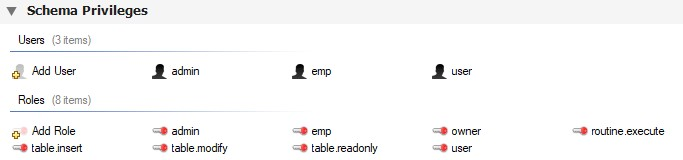 Schema Privileges
Users (3 items)
Add User admin emp user
Roles (8 items)
Add Role admin emp owner routine.execute
table.insert table.modify table.readonly user